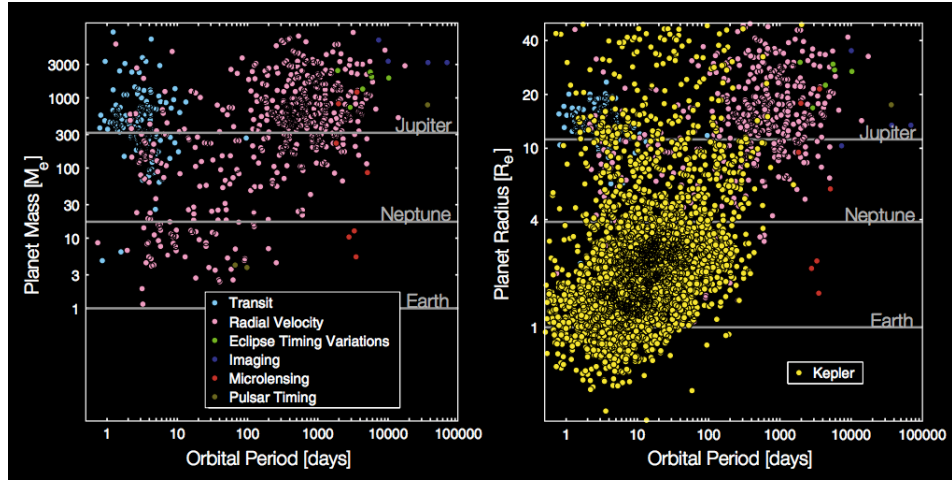 3000
1000
300
100
30
10
3
1
Planet Mass [Mₑ]
Jupiter
Neptune
Earth
Transit
Radial Velocity
Eclipse Timing Variations
Imaging
Microlensing
Pulsar Timing
1 10 100 1000 10000 100000
Orbital Period [days]
40
20
10
4
1
Planet Radius [Rₑ]
Jupiter
Neptune
Earth
Kepler
1 10 100 1000 10000 100000
Orbital Period [days]